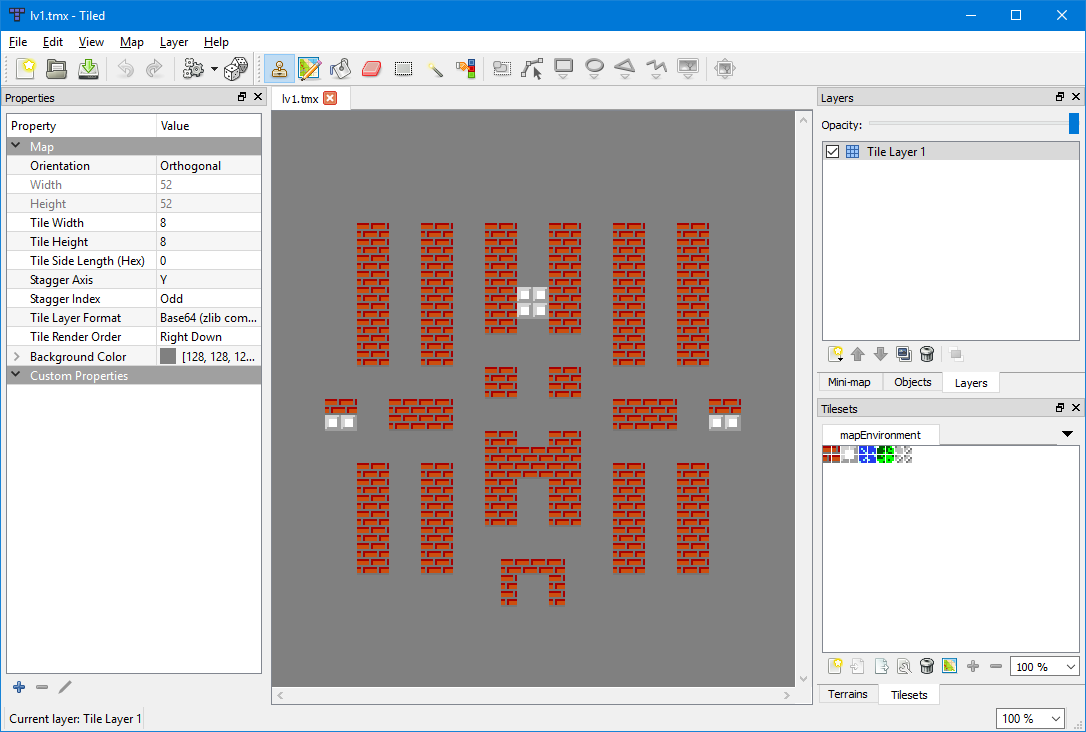 lv1.tmx - Tiled
File Edit View Map Layer Help
Properties
lv1.tmx
Layers
Property Value
Map
Orientation Orthogonal
Width 52
Height 52
Tile Width 8
Tile Height 8
Tile Side Length (Hex) 0
Stagger Axis Y
Stagger Index Odd
Tile Layer Format Base64 (zlib com...
Tile Render Order Right Down
Background Color [128, 128, 12...
Custom Properties
Opacity:
Tile Layer 1
Mini-map Objects Layers
Tilesets
mapEnvironment
100 %
Terrains Tilesets
Current layer: Tile Layer 1
100 %